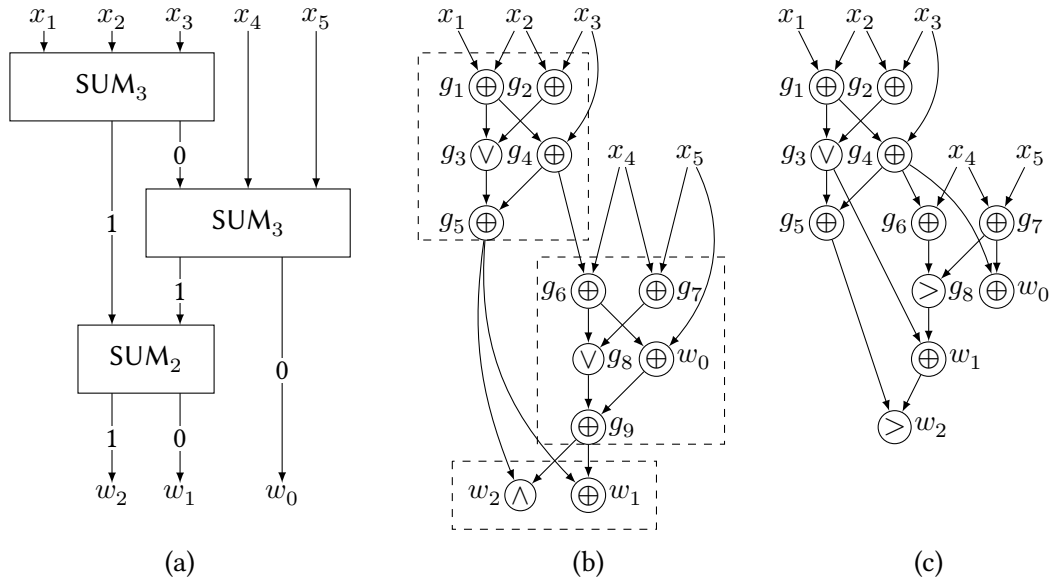 x₁ x₂ x₃ x₄ x₅
SUM₃
0
SUM₃
1
1
SUM₂
0
1 0
w₂ w₁ w₀
(a)
x₁ x₂ x₃
g₁ ⊕ g₂ ⊕
g₃ ∨ g₄ ⊕ x₄ x₅
g₅ ⊕
g₆ ⊕ ⊕ g₇
∨ g₈ ⊕ w₀
⊕ g₉
w₂ ∧ ⊕ w₁
(b)
x₁ x₂ x₃
g₁ ⊕ g₂ ⊕
g₃ ∨ g₄ ⊕ x₄ x₅
g₅ ⊕ g₆ ⊕ ⊕ g₇
> g₈ ⊕ w₀
⊕ w₁
> w₂
(c)